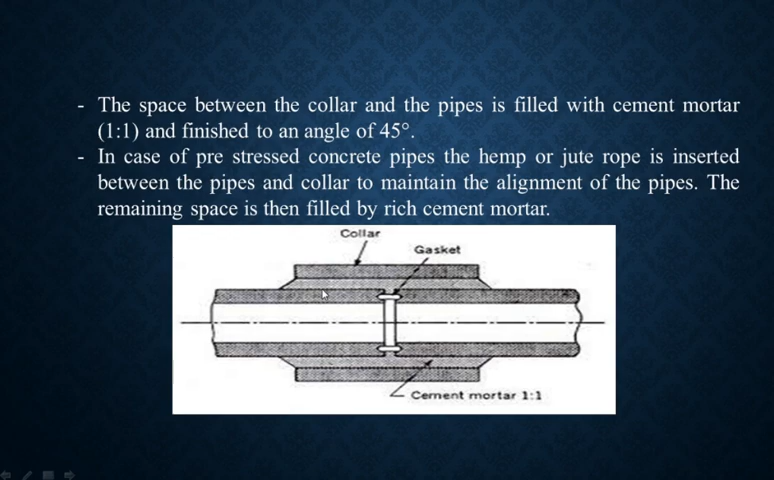 - The space between the collar and the pipes is filled with cement mortar
(1:1) and finished to an angle of 45°.
- In case of pre stressed concrete pipes the hemp or jute rope is inserted
between the pipes and collar to maintain the alignment of the pipes. The
remaining space is then filled by rich cement mortar.
Collar
Gasket
Cement mortar 1:1